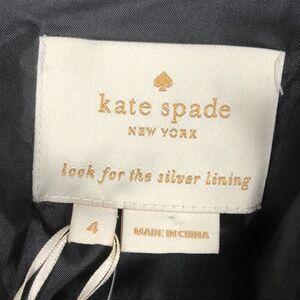 kate spade
NEW YORK
look for the silver lining
4
MADE IN CHINA